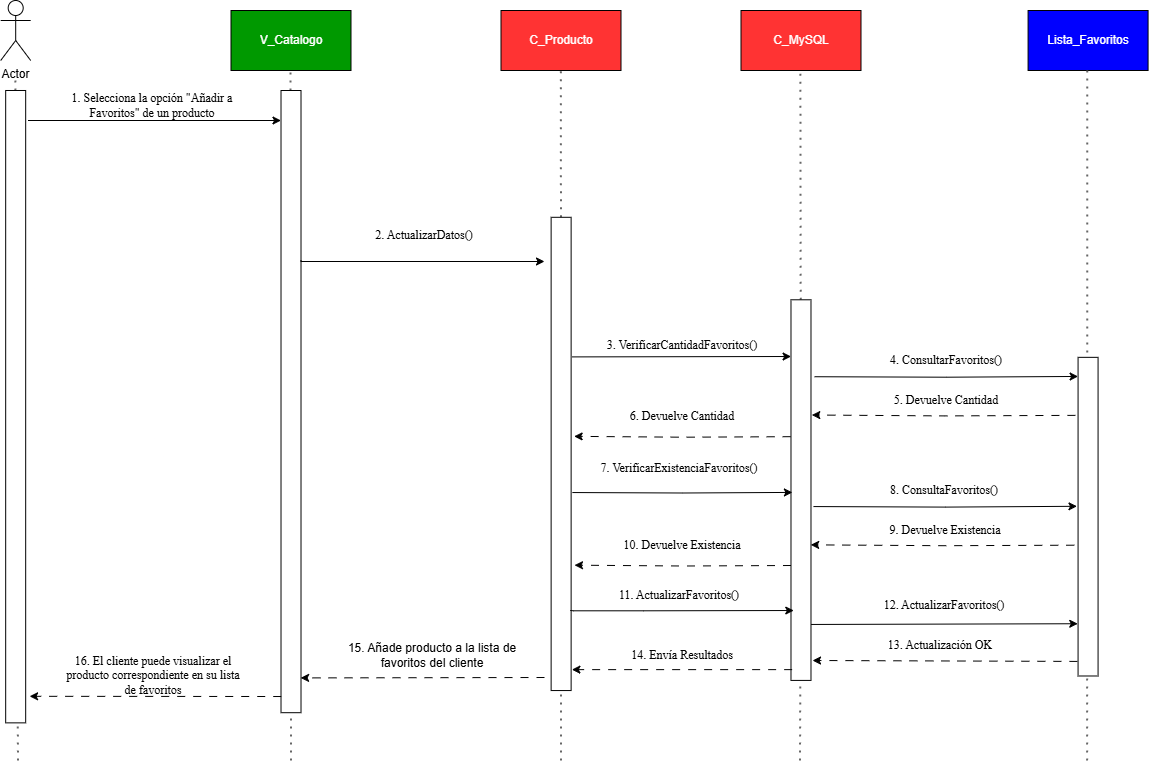 Actor
V_Catalogo
C_Producto
C_MySQL
Lista_Favoritos
1. Selecciona la opción "Añadir a
Favoritos" de un producto
2. ActualizarDatos()
3. VerificarCantidadFavoritos()
4. ConsultarFavoritos()
5. Devuelve Cantidad
6. Devuelve Cantidad
7. VerificarExistenciaFavoritos()
8. ConsultaFavoritos()
9. Devuelve Existencia
10. Devuelve Existencia
11. ActualizarFavoritos()
12. ActualizarFavoritos()
13. Actualización OK
14. Envía Resultados
15. Añade producto a la lista de
favoritos del cliente
16. El cliente puede visualizar el
producto correspondiente en su lista
de favoritos